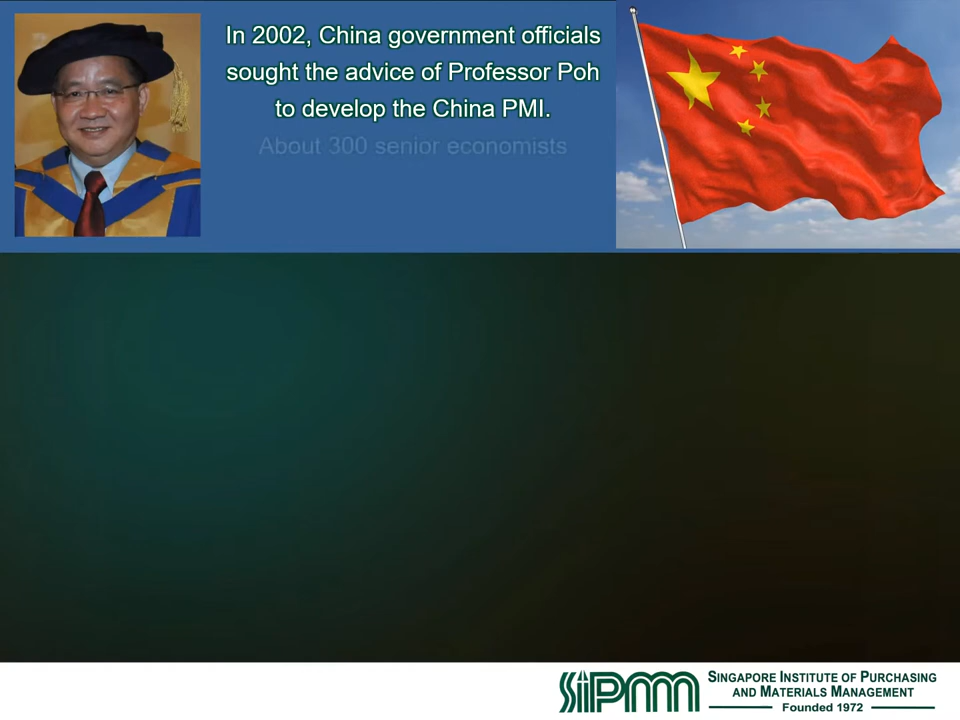 In 2002, China government officials
sought the advice of Professor Poh
to develop the China PMI.
About 300 senior economists
SIPMM
SINGAPORE INSTITUTE OF PURCHASING
AND MATERIALS MANAGEMENT
Founded 1972